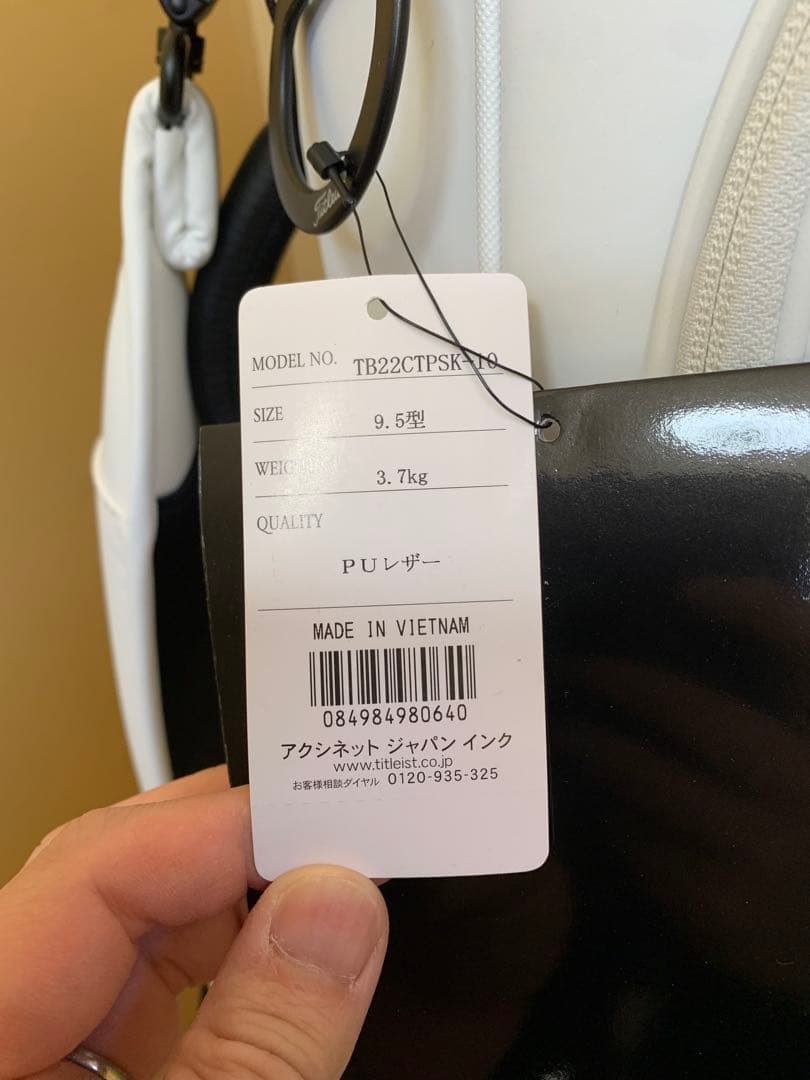 Titleist
MODEL NO. TB22CTPSK-10
SIZE 9.5型
WEIGHT 3.7kg
QUALITY
PUレザー
MADE IN VIETNAM
084984980640
アクシネット ジャパン インク
www.titleist.co.jp
お客様相談ダイヤル 0120-935-325